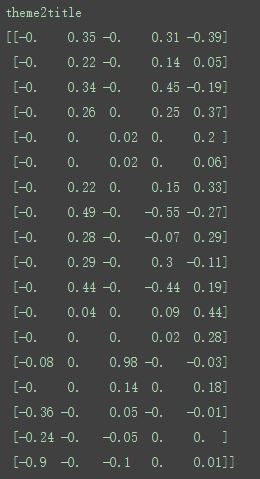 theme2title
[[-0.    0.35 -0.    0.31 -0.39]
 [-0.    0.22 -0.    0.14  0.05]
 [-0.    0.34 -0.    0.45 -0.19]
 [-0.    0.26  0.    0.25  0.37]
 [-0.    0.    0.02  0.    0.2 ]
 [-0.    0.    0.02  0.    0.06]
 [-0.    0.22  0.    0.15  0.33]
 [-0.    0.49 -0.   -0.55 -0.27]
 [-0.    0.28 -0.   -0.07  0.29]
 [-0.    0.29 -0.    0.3  -0.11]
 [-0.    0.44 -0.   -0.44  0.19]
 [-0.    0.04  0.    0.09  0.44]
 [-0.    0.    0.    0.02  0.28]
 [-0.08  0.    0.98 -0.   -0.03]
 [-0.    0.    0.14  0.    0.18]
 [-0.36 -0.    0.05 -0.   -0.01]
 [-0.24 -0.   -0.05  0.    0.  ]
 [-0.9  -0.   -0.1   0.    0.01]]